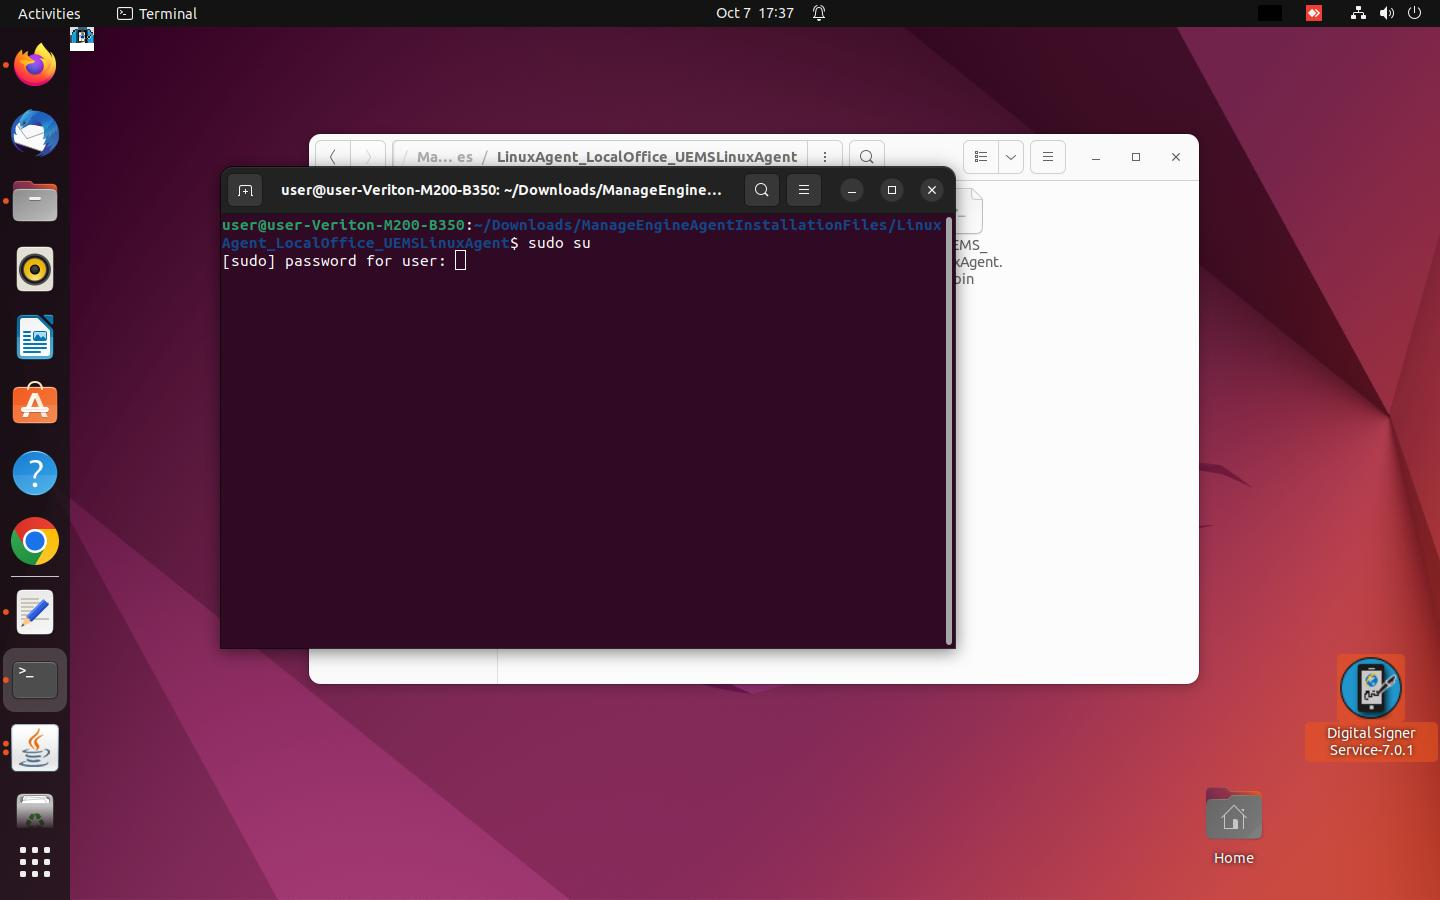 Activities
Terminal
Oct 7 17:37
/ Ma... es / LinuxAgent_LocalOffice_UEMSLinuxAgent
user@user-Veriton-M200-B350: ~/Downloads/ManageEngine...
user@user-Veriton-M200-B350:~/Downloads/ManageEngineAgentInstallationFiles/Linux
Agent_LocalOffice_UEMSLinuxAgent$ sudo su
[sudo] password for user:
EMS_
xAgent.
bin
Digital Signer
Service-7.0.1
Home